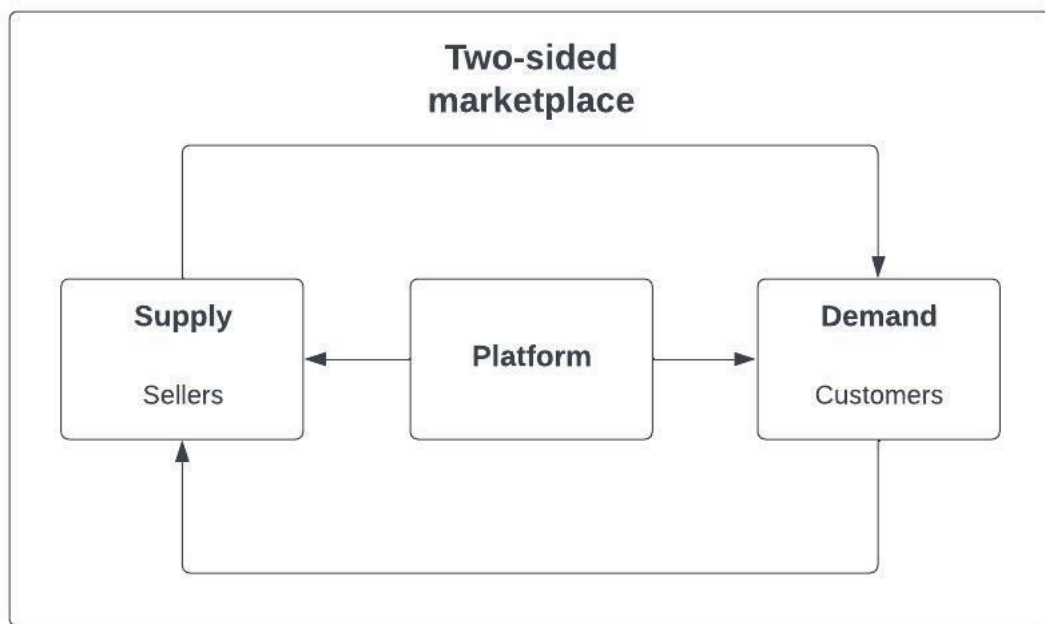 Two-sided
marketplace
Supply
Sellers
Platform
Demand
Customers